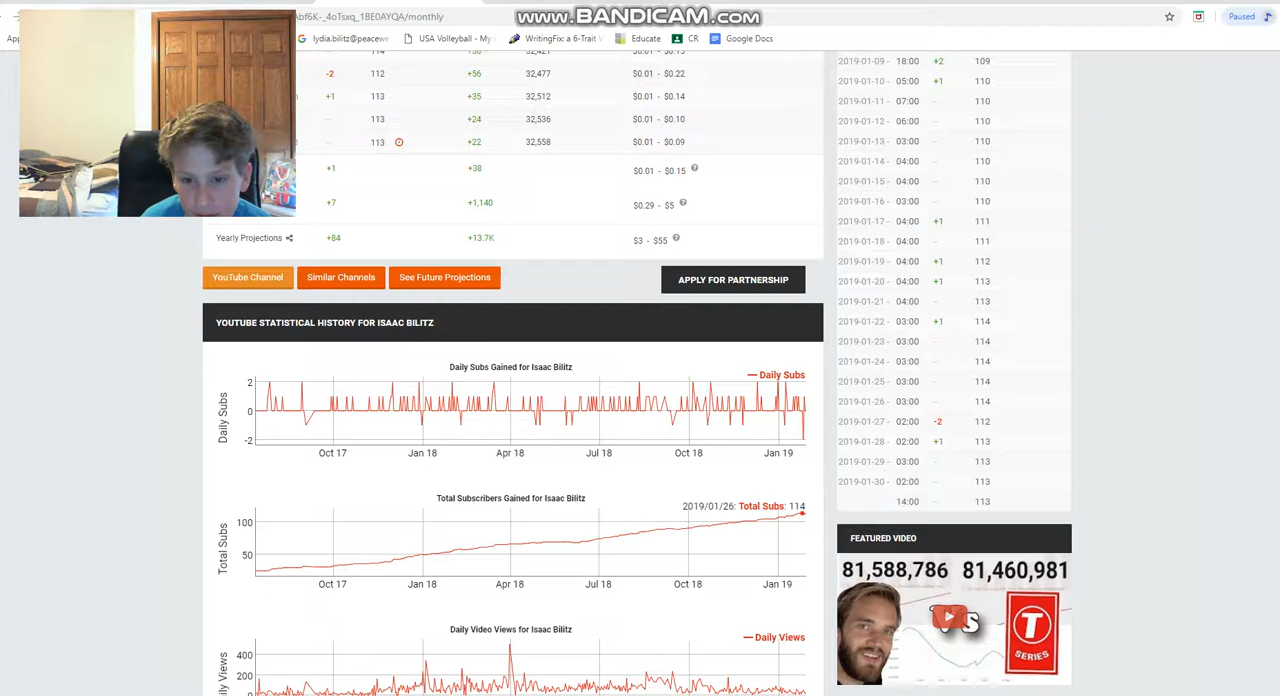 www.BANDICAM.com
bf6K-_4oTsxq_1BE0AYQA/monthly
Paused
lydia.bilitz@peacewe
USA Volleyball - My
WritingFix: a 6-Trait
Educate
CR
Google Docs
-2 112 +56 32,477 $0.01 - $0.22
+1 113 +35 32,512 $0.01 - $0.14
-- 113 +24 32,536 $0.01 - $0.10
-- 113 +22 32,558 $0.01 - $0.09
+1 +38 $0.01 - $0.15
+7 +1,140 $0.29 - $5
Yearly Projections +84 +13.7K $3 - $55
YouTube Channel
Similar Channels
See Future Projections
APPLY FOR PARTNERSHIP
YOUTUBE STATISTICAL HISTORY FOR ISAAC BILITZ
Daily Subs Gained for Isaac Bilitz
Daily Subs
Daily Subs
2
0
-2
Oct 17 Jan 18 Apr 18 Jul 18 Oct 18 Jan 19
Total Subscribers Gained for Isaac Bilitz
2019/01/26: Total Subs: 114
Total Subs
100
50
Oct 17 Jan 18 Apr 18 Jul 18 Oct 18 Jan 19
Daily Video Views for Isaac Bilitz
Daily Views
400
200
0
2019-01-09 - 18:00 +2 109
2019-01-10 - 05:00 +1 110
2019-01-11 - 07:00 -- 110
2019-01-12 - 06:00 -- 110
2019-01-13 - 03:00 -- 110
2019-01-14 - 04:00 -- 110
2019-01-15 - 04:00 -- 110
2019-01-16 - 03:00 -- 110
2019-01-17 - 04:00 +1 111
2019-01-18 - 04:00 -- 111
2019-01-19 - 04:00 +1 112
2019-01-20 - 04:00 +1 113
2019-01-21 - 04:00 -- 113
2019-01-22 - 03:00 +1 114
2019-01-23 - 03:00 -- 114
2019-01-24 - 03:00 -- 114
2019-01-25 - 03:00 -- 114
2019-01-26 - 03:00 -- 114
2019-01-27 - 02:00 -2 112
2019-01-28 - 02:00 +1 113
2019-01-29 - 03:00 -- 113
2019-01-30 - 02:00 -- 113
14:00 -- 113
FEATURED VIDEO
81,588,786 81,460,981
VS
T
SERIES